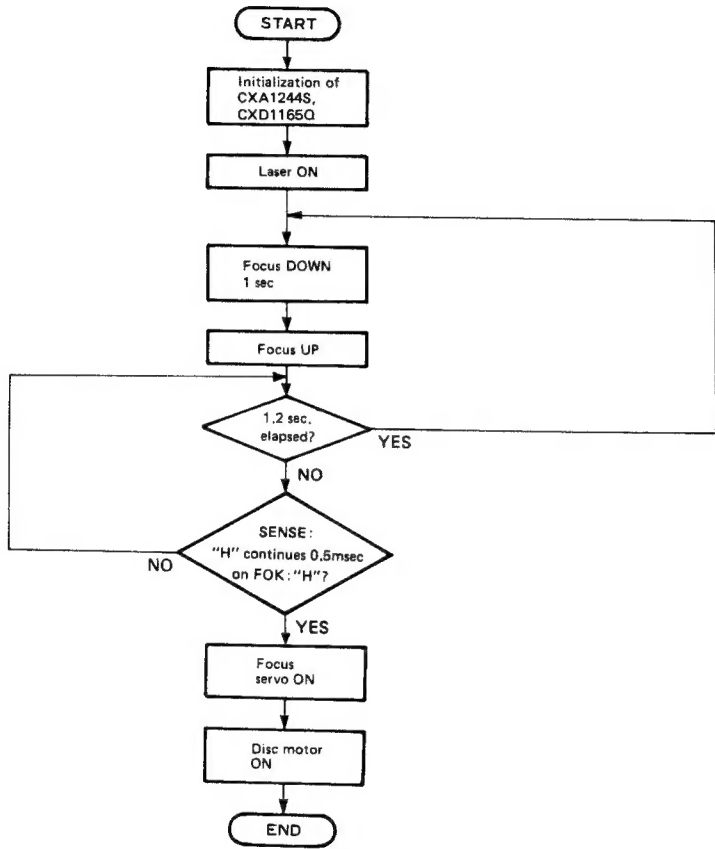 START
Initialization of
CXA1244S,
CXD1165Q
Laser ON
Focus DOWN
1 sec
Focus UP
1.2 sec.
elapsed?
YES
NO
SENSE:
"H" continues 0.5msec
on FOK: "H"?
NO
YES
Focus
servo ON
Disc motor
ON
END